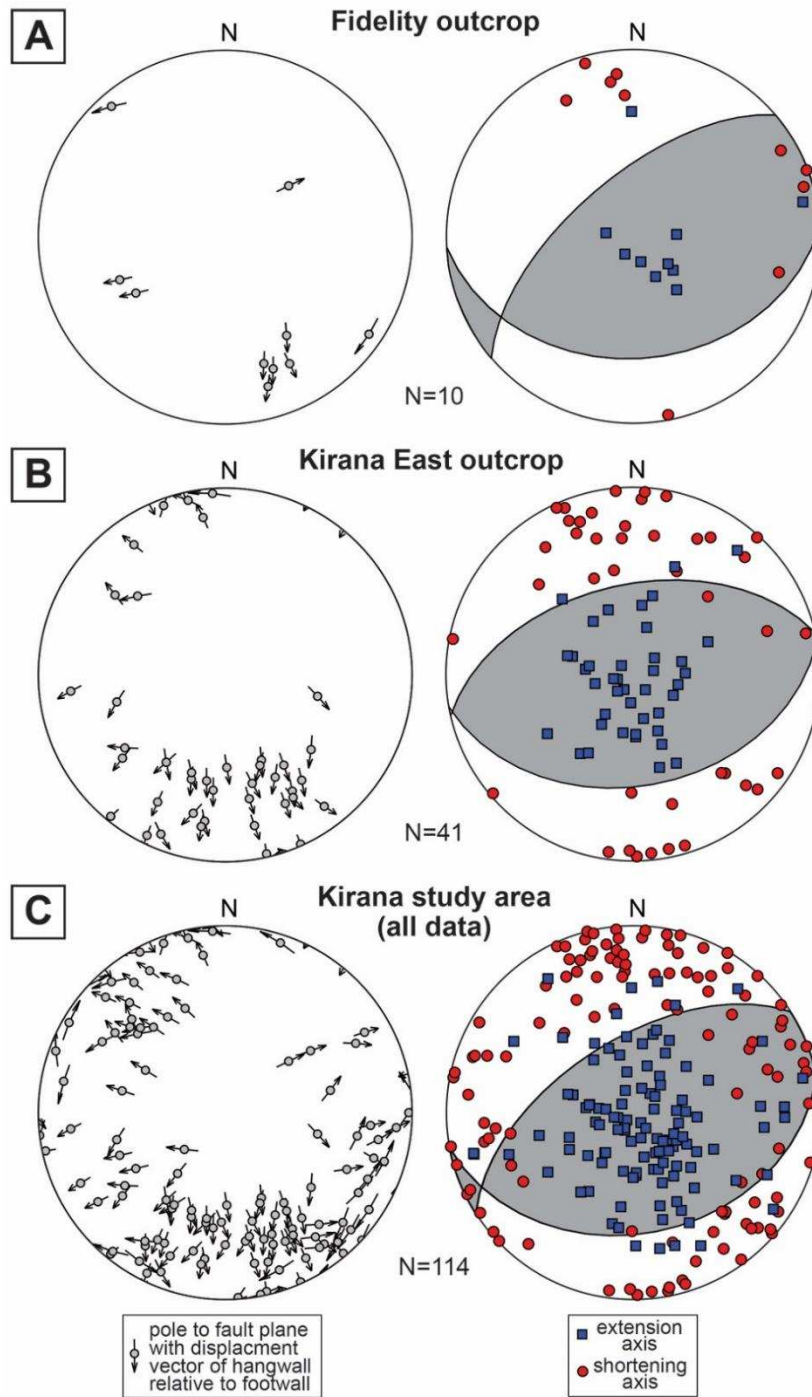 A
Fidelity outcrop
N
N
N=10
B
Kirana East outcrop
N
N
N=41
C
Kirana study area
(all data)
N
N
N=114
pole to fault plane
with displacment
vector of hangwall
relative to footwall
extension
axis
shortening
axis